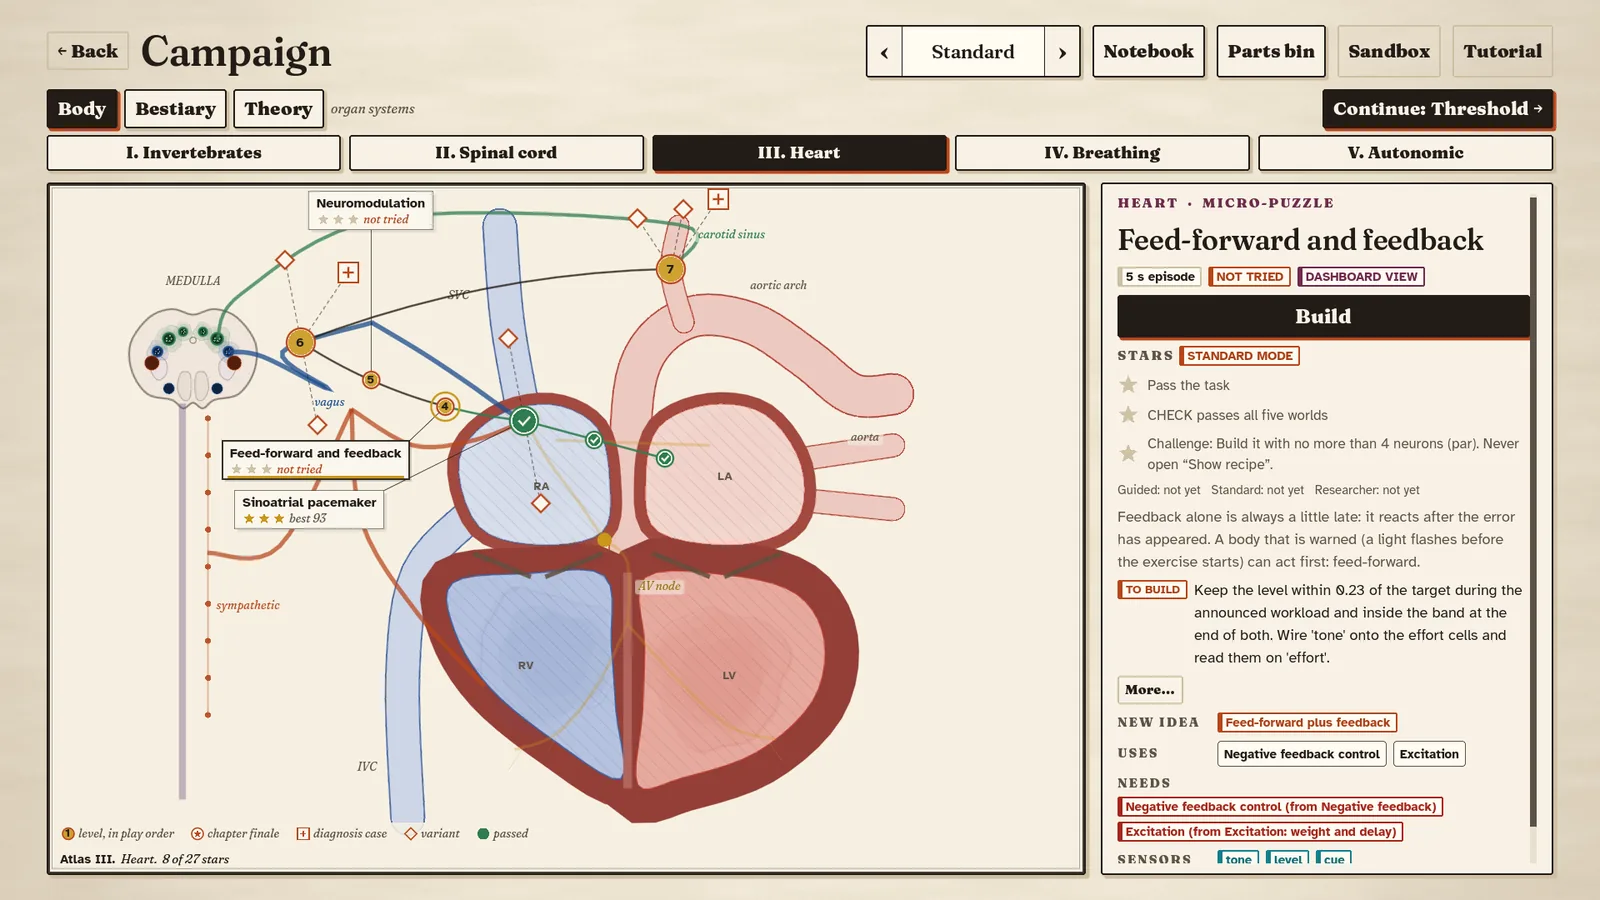 ← Back
Campaign
‹
Standard
›
Notebook
Parts bin
Sandbox
Tutorial
Body
Bestiary
Theory
organ systems
Continue: Threshold →
I. Invertebrates
II. Spinal cord
III. Heart
IV. Breathing
V. Autonomic
Neuromodulation
not tried
MEDULLA
SVC
carotid sinus
aortic arch
7
6
5
4
vagus
Feed-forward and feedback
not tried
Sinoatrial pacemaker
best 93
RA
LA
aorta
AV node
sympathetic
RV
LV
IVC
1 level, in play order
chapter finale
diagnosis case
variant
passed
Atlas III. Heart. 8 of 27 stars
HEART · MICRO-PUZZLE
Feed-forward and feedback
5 s episode
NOT TRIED
DASHBOARD VIEW
Build
STARS
STANDARD MODE
Pass the task
CHECK passes all five worlds
Challenge: Build it with no more than 4 neurons (par). Never
open “Show recipe”.
Guided: not yet Standard: not yet Researcher: not yet
Feedback alone is always a little late: it reacts after the error
has appeared. A body that is warned (a light flashes before
the exercise starts) can act first: feed-forward.
TO BUILD
Keep the level within 0.23 of the target during the
announced workload and inside the band at the
end of both. Wire 'tone' onto the effort cells and
read them on 'effort'.
More...
NEW IDEA
Feed-forward plus feedback
USES
Negative feedback control
Excitation
NEEDS
Negative feedback control (from Negative feedback)
Excitation (from Excitation: weight and delay)
SENSORS
tone
level
cue